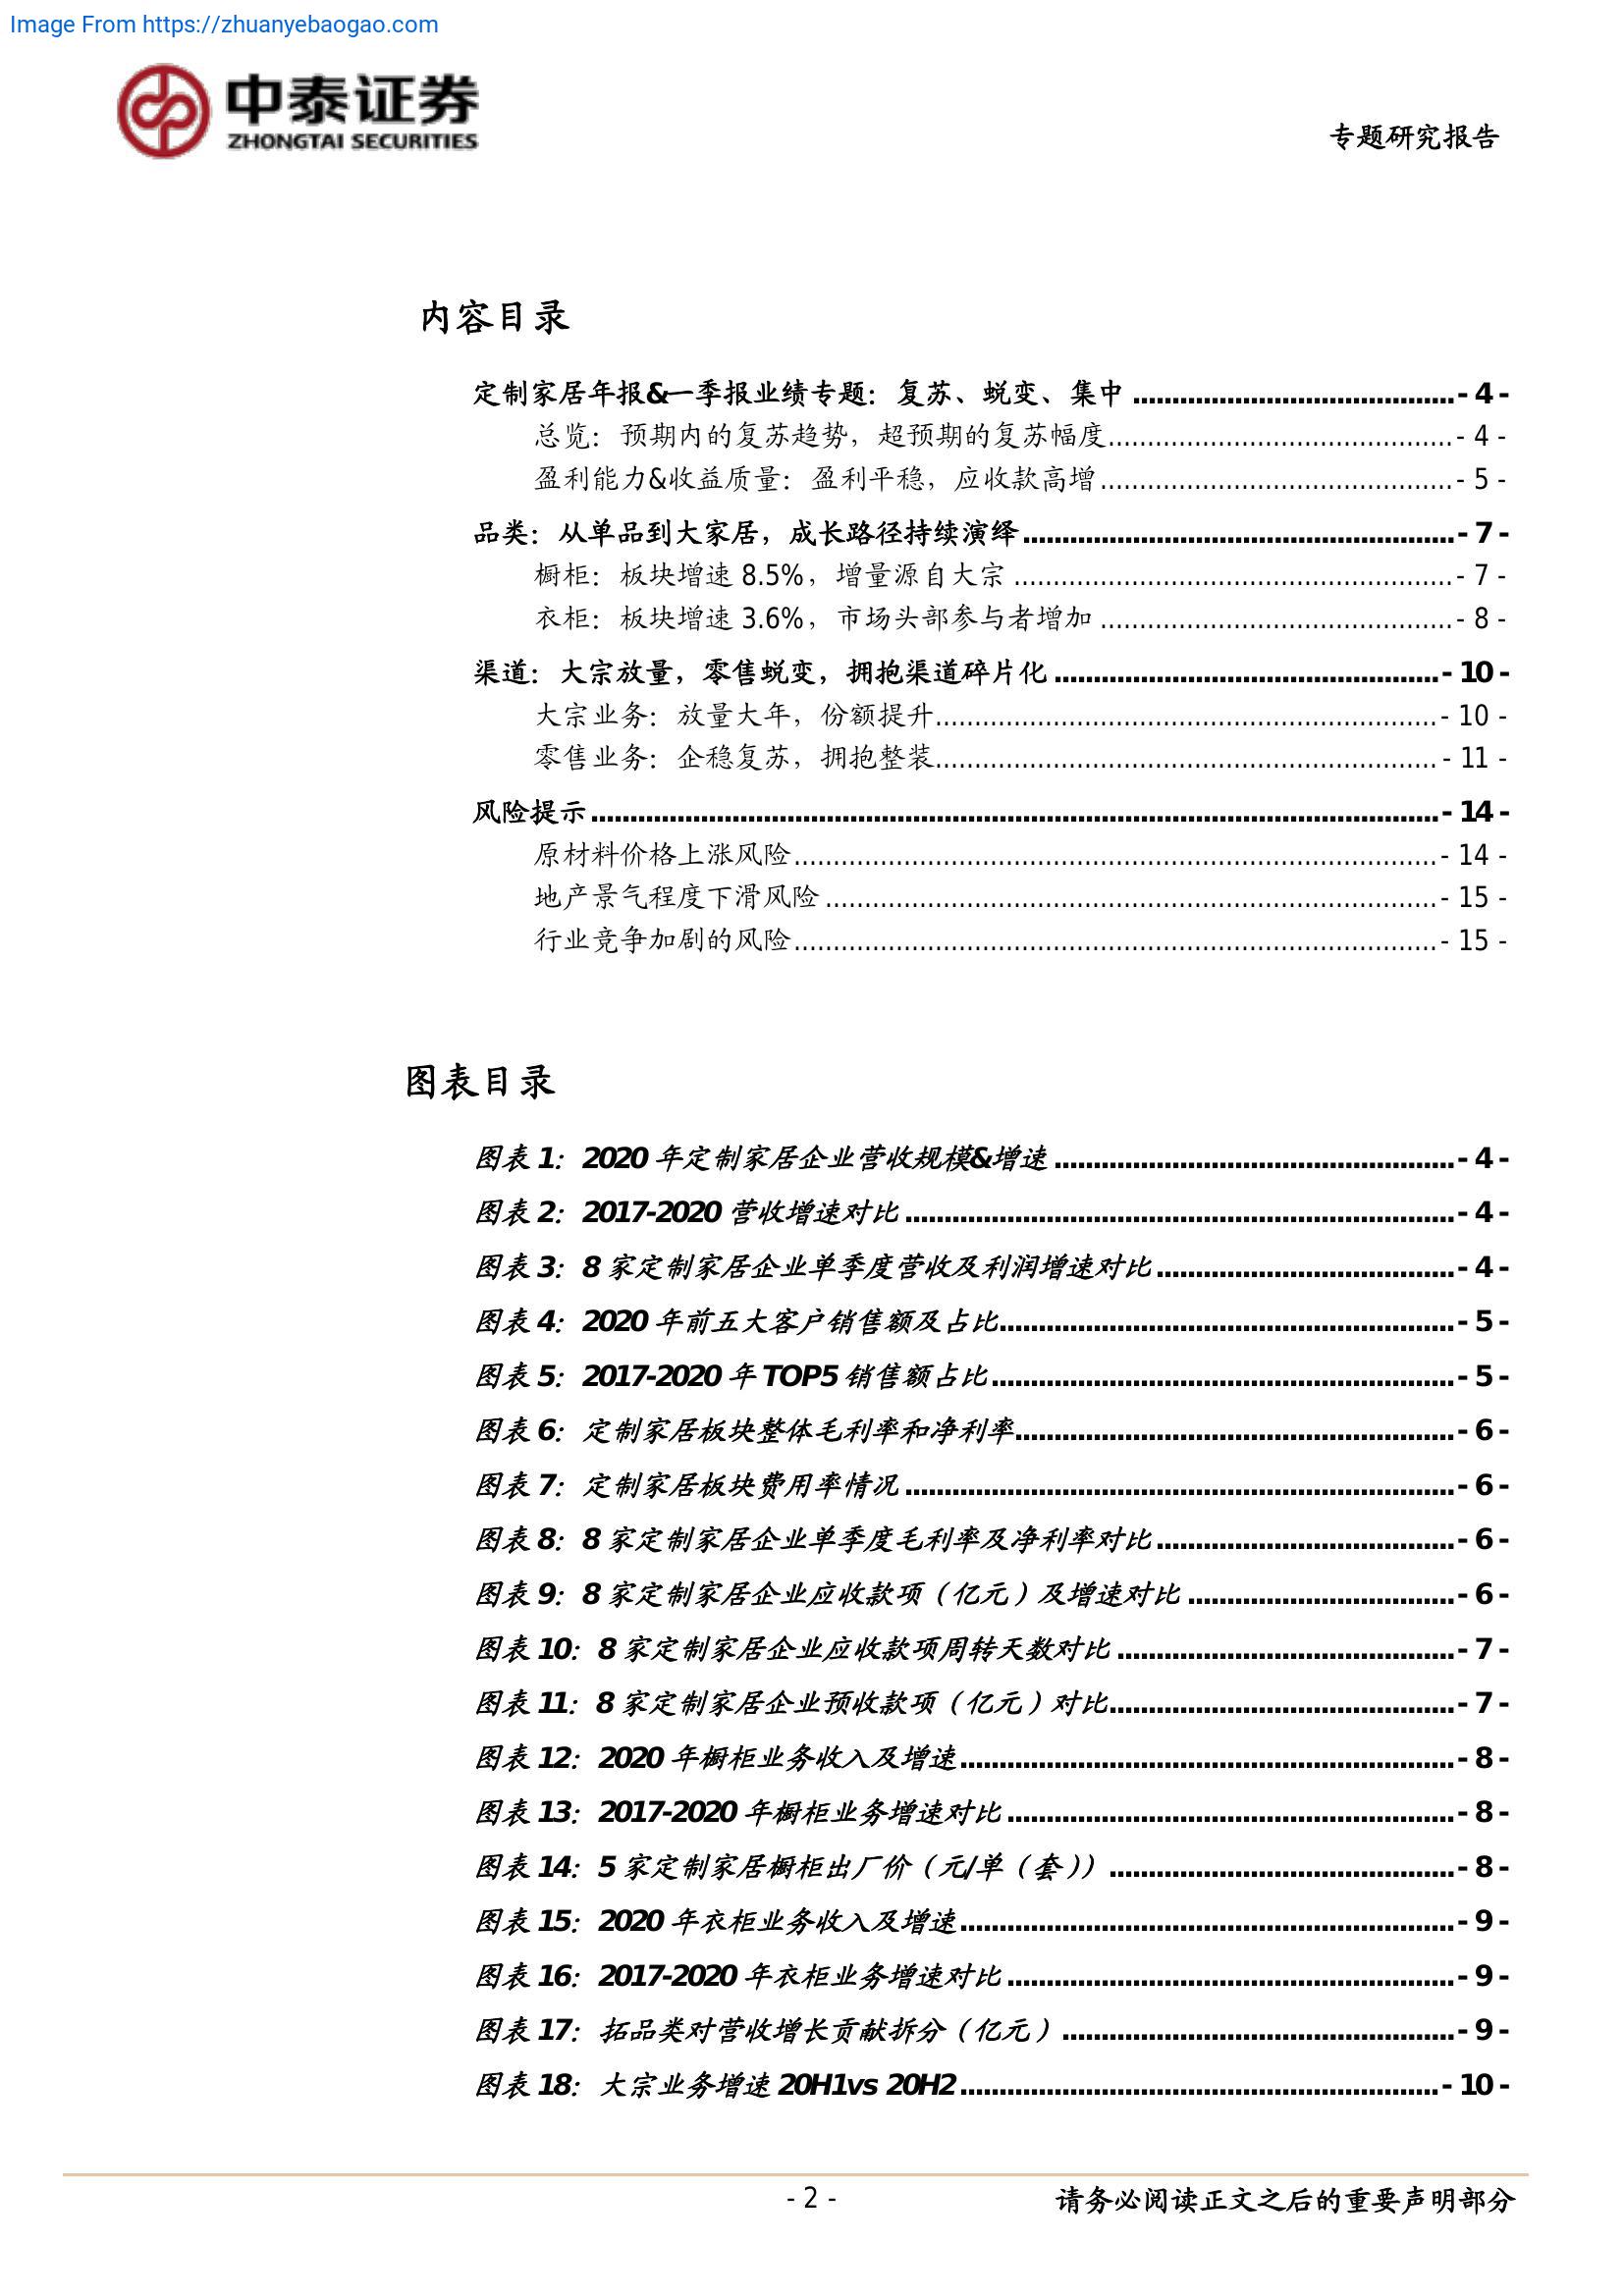 Image From https://zhuanyebaogao.com
中泰证券
ZHONGTAI SECURITIES
专题研究报告
内容目录
定制家居年报&一季报业绩专题：复苏、蜕变、集中 ........................................- 4 -
总览：预期内的复苏趋势，超预期的复苏幅度...........................................- 4 -
盈利能力&收益质量：盈利平稳，应收款高增............................................- 5 -
品类：从单品到大家居，成长路径持续演绎......................................................- 7 -
橱柜：板块增速 8.5%，增量源自大宗 .......................................................- 7 -
衣柜：板块增速 3.6%，市场头部参与者增加 ............................................- 8 -
渠道：大宗放量，零售蜕变，拥抱渠道碎片化 ................................................- 10 -
大宗业务：放量大年，份额提升...............................................................- 10 -
零售业务：企稳复苏，拥抱整装...............................................................- 11 -
风险提示 .........................................................................................................- 14 -
原材料价格上涨风险.................................................................................- 14 -
地产景气程度下滑风险 .............................................................................- 15 -
行业竞争加剧的风险.................................................................................- 15 -
图表目录
图表 1：2020 年定制家居企业营收规模&增速 ..................................................- 4 -
图表 2：2017-2020 营收增速对比 .....................................................................- 4 -
图表 3：8 家定制家居企业单季度营收及利润增速对比.....................................- 4 -
图表 4：2020 年前五大客户销售额及占比.........................................................- 5 -
图表 5：2017-2020 年 TOP5 销售额占比..........................................................- 5 -
图表 6：定制家居板块整体毛利率和净利率.......................................................- 6 -
图表 7：定制家居板块费用率情况 .....................................................................- 6 -
图表 8：8 家定制家居企业单季度毛利率及净利率对比.....................................- 6 -
图表 9：8 家定制家居企业应收款项（亿元）及增速对比 .................................- 6 -
图表 10：8 家定制家居企业应收款项周转天数对比 ..........................................- 7 -
图表 11：8 家定制家居企业预收款项（亿元）对比...........................................- 7 -
图表 12：2020 年橱柜业务收入及增速..............................................................- 8 -
图表 13：2017-2020 年橱柜业务增速对比 ........................................................- 8 -
图表 14：5 家定制家居橱柜出厂价（元/单（套）） ...........................................- 8 -
图表 15：2020 年衣柜业务收入及增速..............................................................- 9 -
图表 16：2017-2020 年衣柜业务增速对比 ........................................................- 9 -
图表 17：拓品类对营收增长贡献拆分（亿元） .................................................- 9 -
图表 18：大宗业务增速 20H1vs 20H2............................................................- 10 -
- 2 -
请务必阅读正文之后的重要声明部分